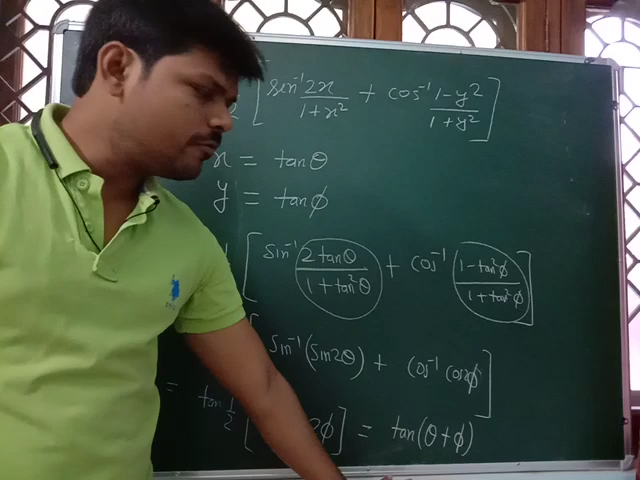 2 [sin⁻¹ 2x/1+x² + cos⁻¹ 1-y²/1+y²]
x = tanθ
y = tanϕ
[sin⁻¹ 2tanθ/1+tan²θ + cos⁻¹ 1-tan²ϕ/1+tan²ϕ]
sin⁻¹(sin2θ) + cos⁻¹ cos2ϕ]
= tan 1/2 [ 2ϕ] = tan(θ+ϕ)